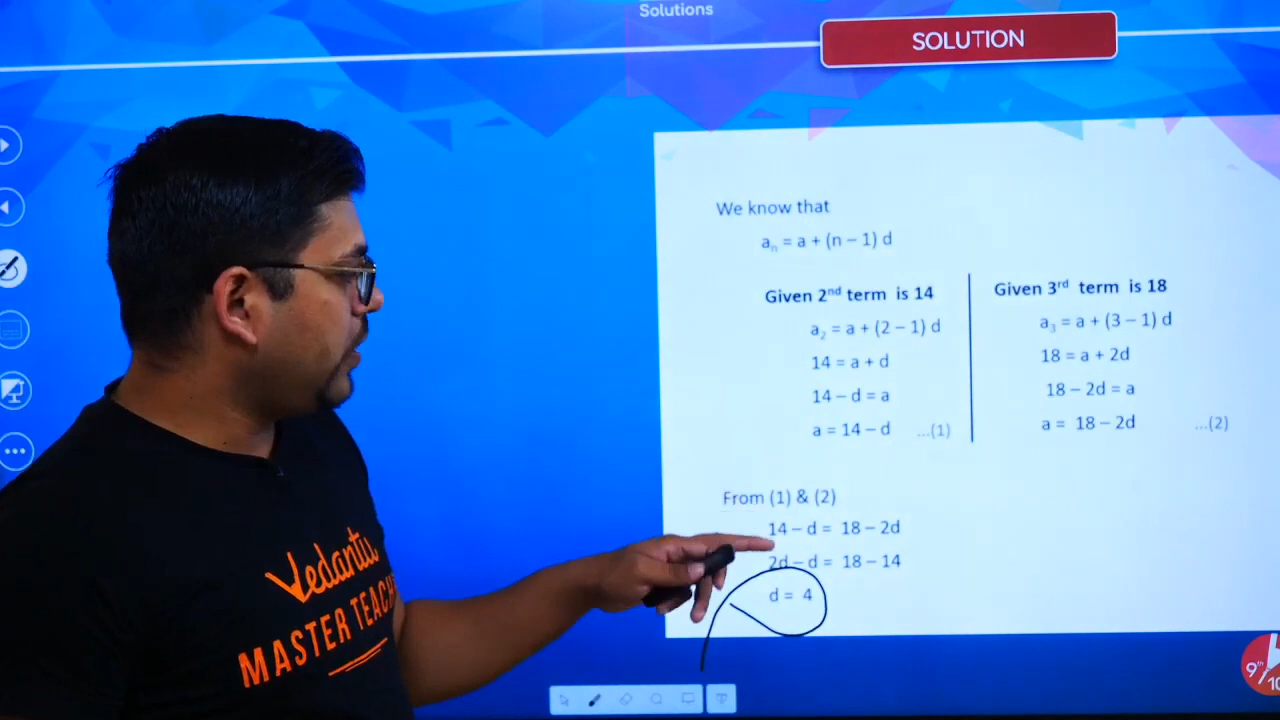 Solutions
SOLUTION
We know that
aₙ = a + (n – 1) d
Given 2ⁿᵈ term is 14
a₂ = a + (2 – 1) d
14 = a + d
14 – d = a
a = 14 – d ...(1)
Given 3ʳᵈ term is 18
a₃ = a + (3 – 1) d
18 = a + 2d
18 – 2d = a
a = 18 – 2d ...(2)
From (1) & (2)
14 – d = 18 – 2d
2d – d = 18 – 14
d = 4
Vedantu
MASTER TEACH
9ᵗʰ/10